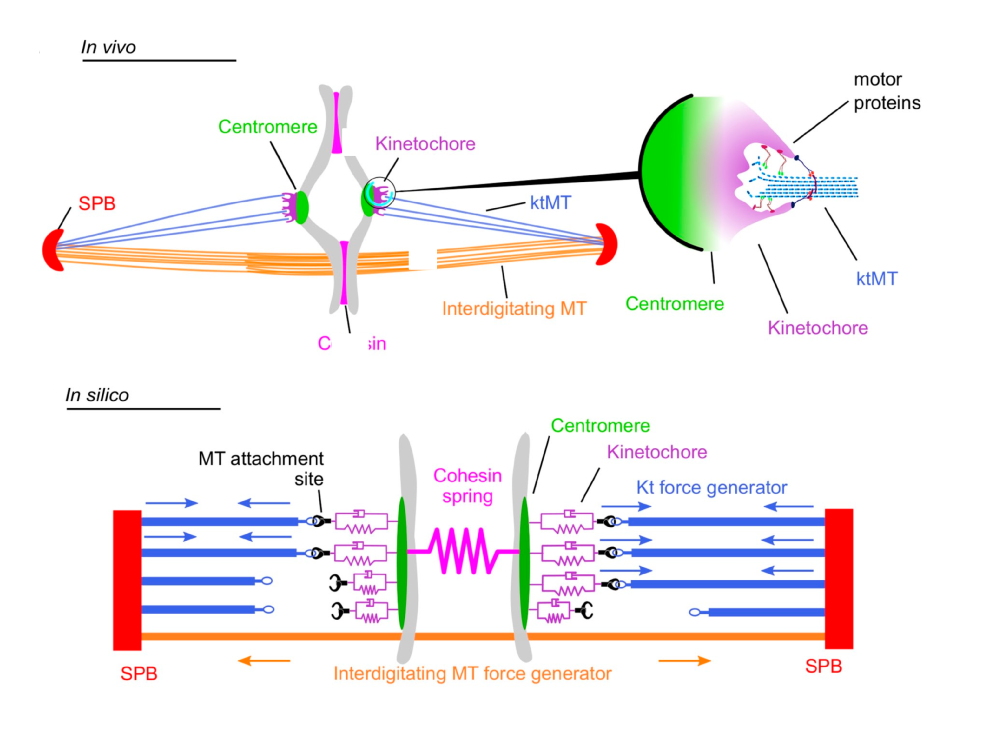 In vivo
motor
proteins
Centromere
Kinetochore
SPB
ktMT
ktMT
Interdigitating MT
Centromere
Kinetochore
In silico
Centromere
MT attachment
site
Kinetochore
Cohesin
spring
Kt force generator
SPB
Interdigitating MT force generator
SPB